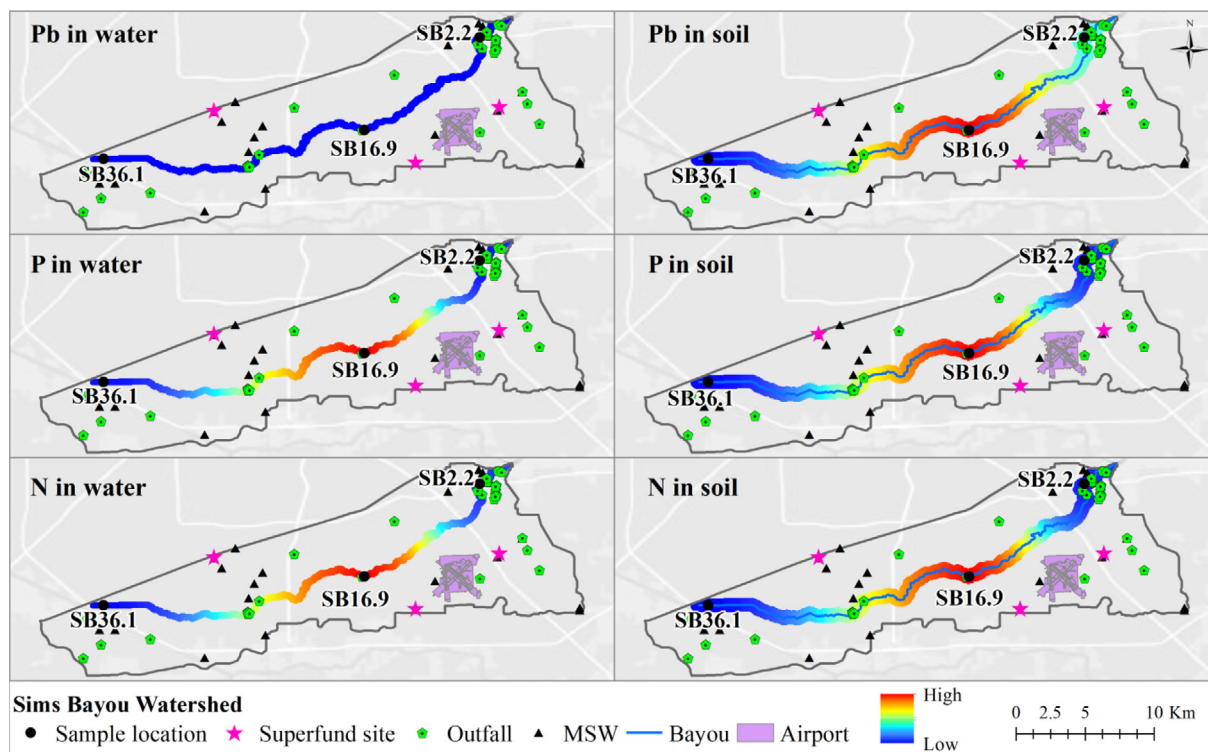 Pb in water
SB2.2
SB16.9
SB36.1
Pb in soil
SB2.2
N
SB16.9
SB36.1
P in water
SB2.2
SB16.9
SB36.1
P in soil
SB2.2
SB16.9
SB36.1
N in water
SB2.2
SB16.9
SB36.1
N in soil
SB2.2
SB16.9
SB36.1
Sims Bayou Watershed
Sample location Superfund site Outfall MSW Bayou Airport
High
Low
0 2.5 5 10 Km